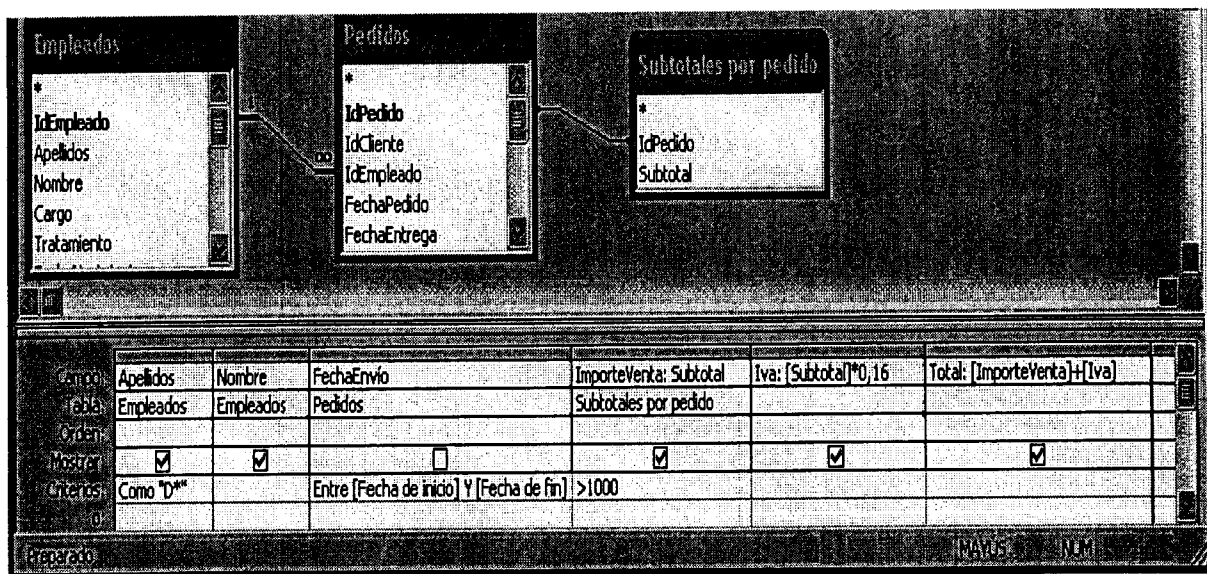 Empleados
*
IdEmpleado
Apellidos
Nombre
Cargo
Tratamiento
1
∞
Pedidos
*
IdPedido
IdCliente
IdEmpleado
FechaPedido
FechaEntrega
Subtotales por pedido
*
IdPedido
Subtotal
Campo: Apellidos Nombre FechaEnvío ImporteVenta: Subtotal Iva: [Subtotal]*0,16 Total: [ImporteVenta]+[Iva]
Tabla: Empleados Empleados Pedidos Subtotales por pedido
Orden:
Mostrar:
Criterios: Como "D*" Entre [Fecha de inicio] Y [Fecha de fin] >1000
O:
Preparado MAYÚS NUM